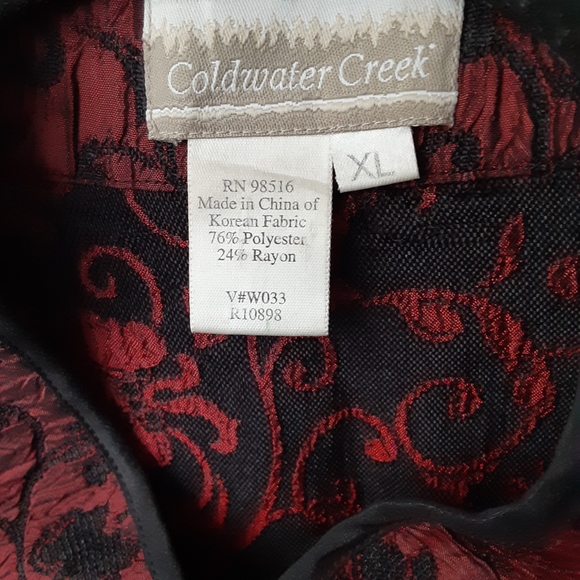 Coldwater Creek
XL
RN 98516
Made in China of
Korean Fabric
76% Polyester
24% Rayon
V#W033
R10898